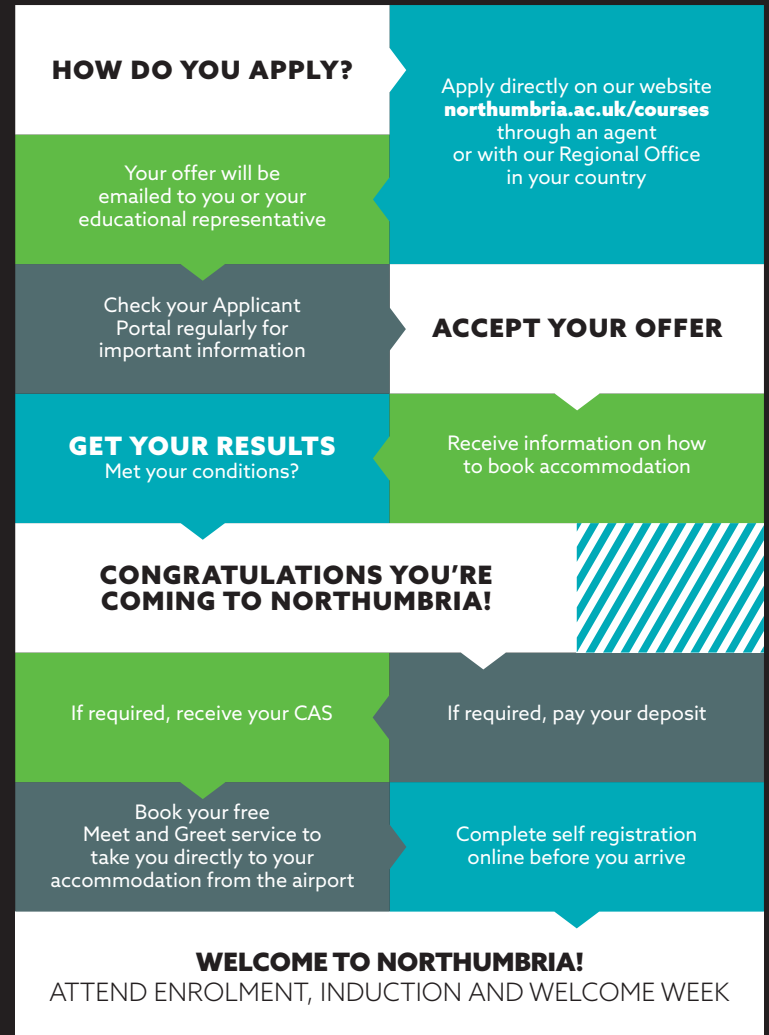 HOW DO YOU APPLY?
Apply directly on our website
northumbria.ac.uk/courses
through an agent
or with our Regional Office
in your country
Your offer will be
emailed to you or your
educational representative
Check your Applicant
Portal regularly for
important information
ACCEPT YOUR OFFER
Receive information on how
to book accommodation
GET YOUR RESULTS
Met your conditions?
CONGRATULATIONS YOU'RE
COMING TO NORTHUMBRIA!
If required, pay your deposit
If required, receive your CAS
Book your free
Meet and Greet service to
take you directly to your
accommodation from the airport
Complete self registration
online before you arrive
WELCOME TO NORTHUMBRIA!
ATTEND ENROLMENT, INDUCTION AND WELCOME WEEK